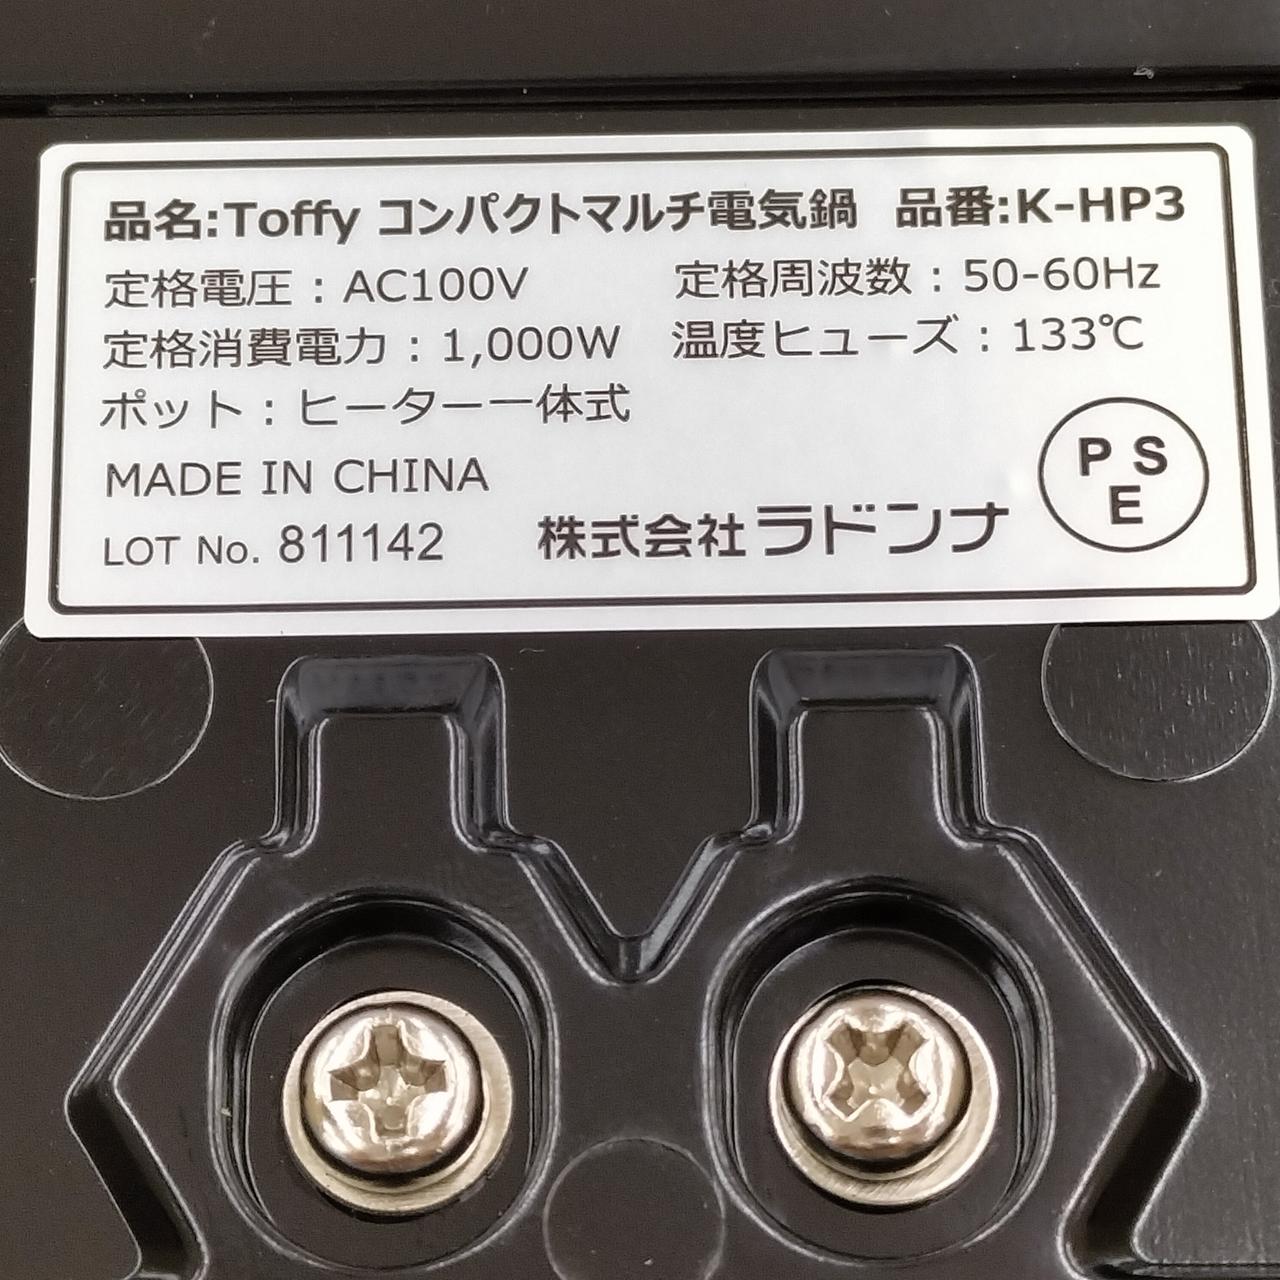 品名:Toffy コンパクトマルチ電気鍋 品番:K-HP3
定格電圧：AC100V 定格周波数：50-60Hz
定格消費電力：1,000W 温度ヒューズ：133℃
ポット：ヒーター一体式
MADE IN CHINA
LOT No. 811142 株式会社ラドンナ
P S
E